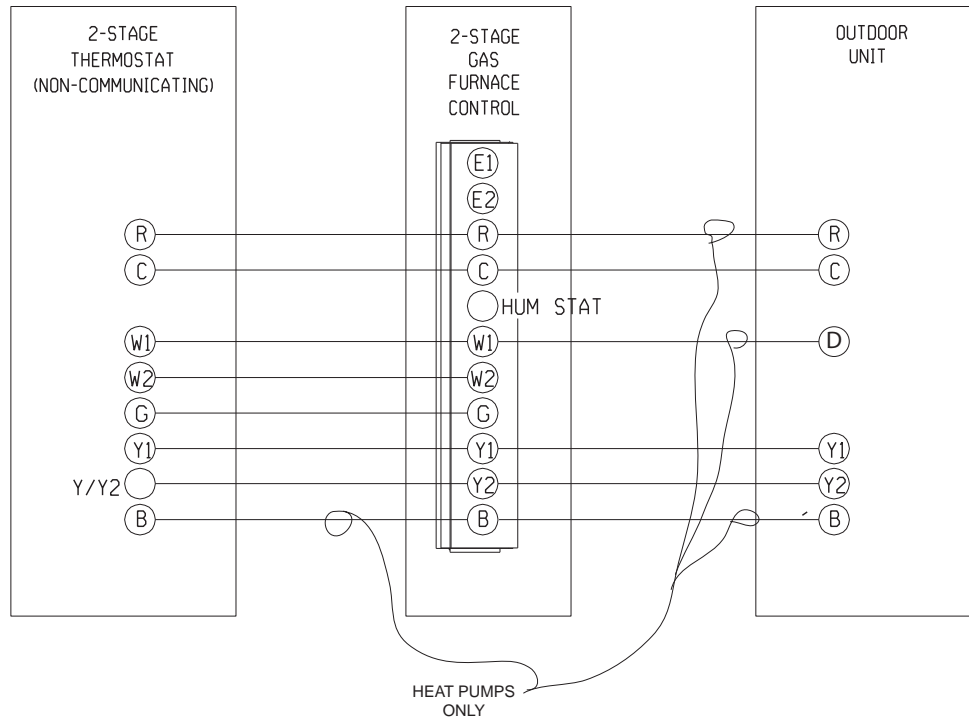 2-STAGE
THERMOSTAT
(NON-COMMUNICATING)
R
C
W1
W2
G
Y1
Y/Y2
B
2-STAGE
GAS
FURNACE
CONTROL
E1
E2
R
C
HUM STAT
W1
W2
G
Y1
Y2
B
OUTDOOR
UNIT
R
C
D
Y1
Y2
B
HEAT PUMPS
ONLY